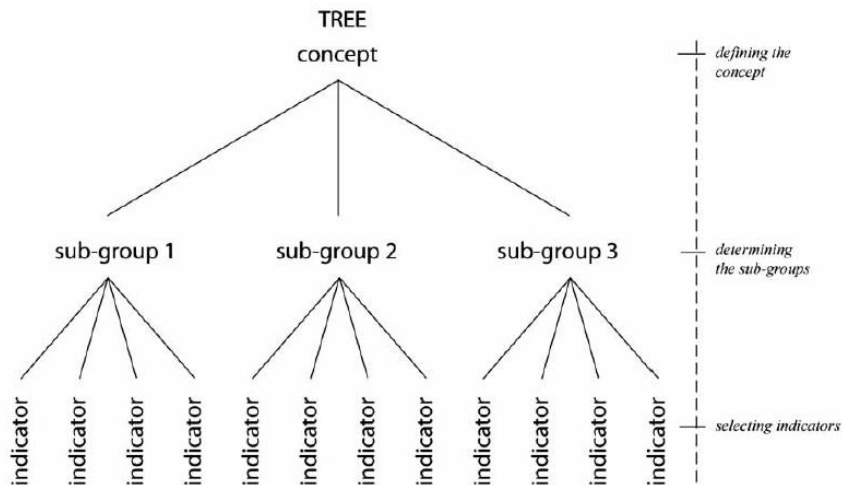 TREE
concept
defining the
concept
sub-group 1
sub-group 2
sub-group 3
determining
the sub-groups
indicator
indicator
indicator
indicator
indicator
indicator
indicator
indicator
indicator
indicator
indicator
indicator
selecting indicators